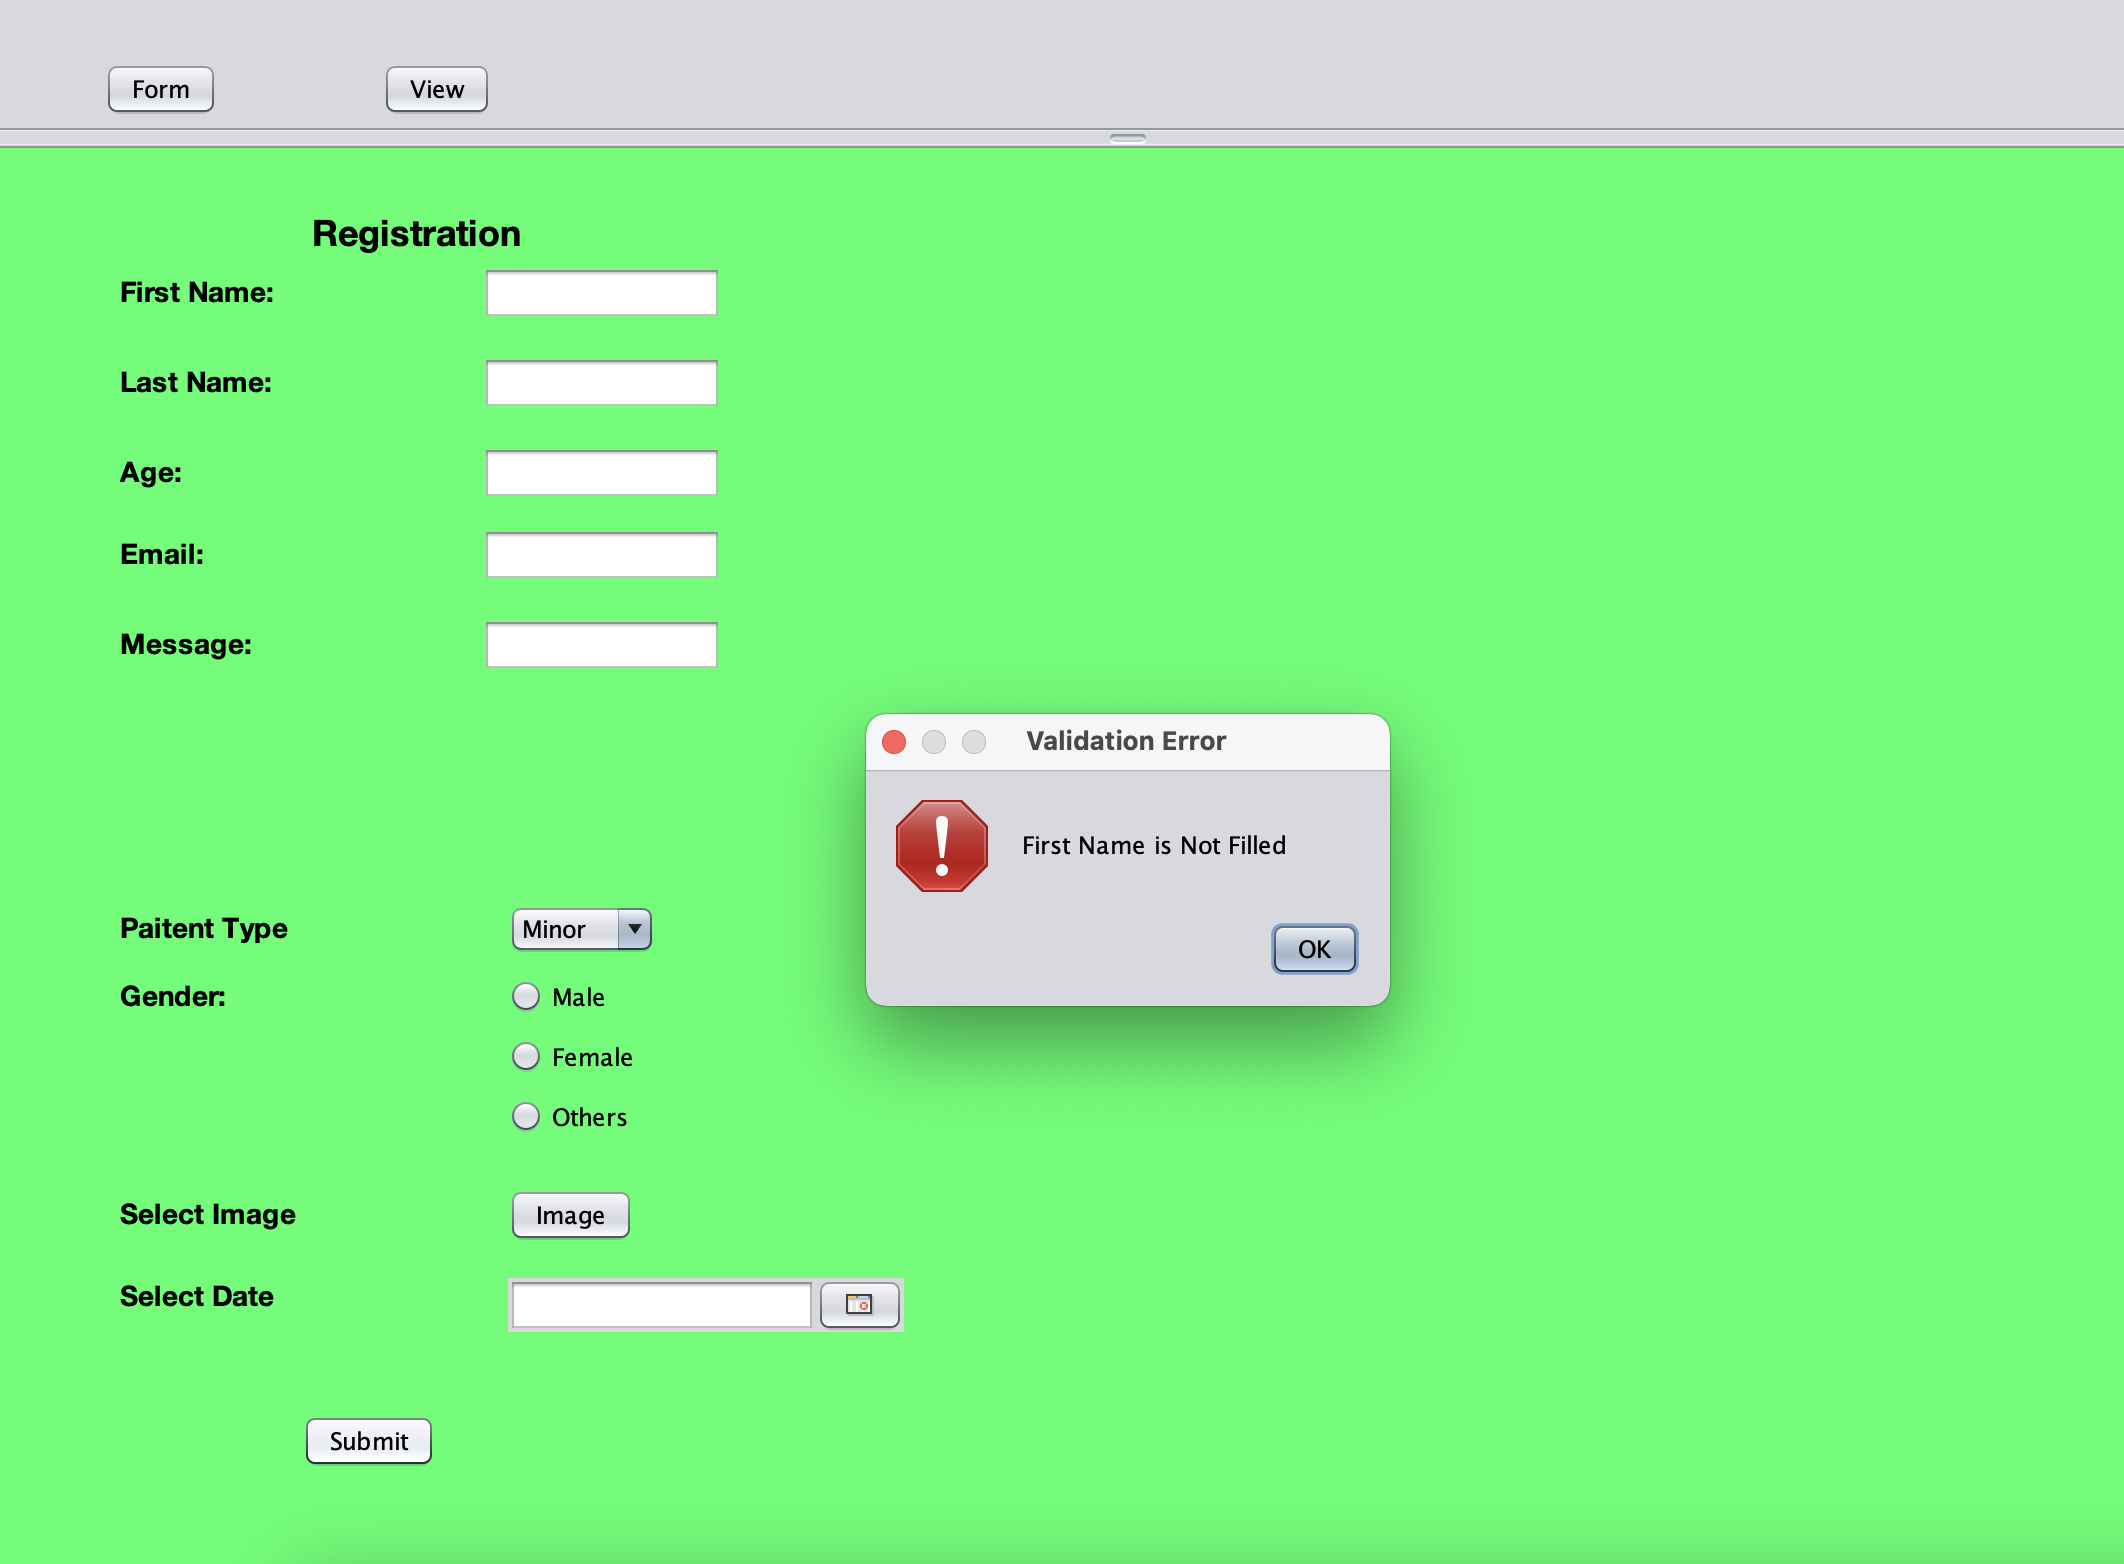 Form View
Registration
First Name:
Last Name:
Age:
Email:
Message:
Validation Error
First Name is Not Filled
OK
Paitent Type Minor
Gender: Male
Female
Others
Select Image Image
Select Date
Submit